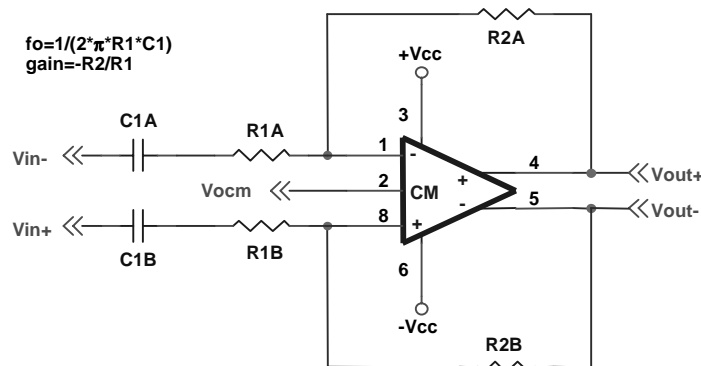 fo=1/(2*π*R1*C1)
gain=-R2/R1
R2A
+Vcc
3
C1A
R1A
1
-
4
Vin-
Vout+
2
Vocm
CM
+
-
5
Vout-
8
+
Vin+
C1B
R1B
6
-Vcc
R2B